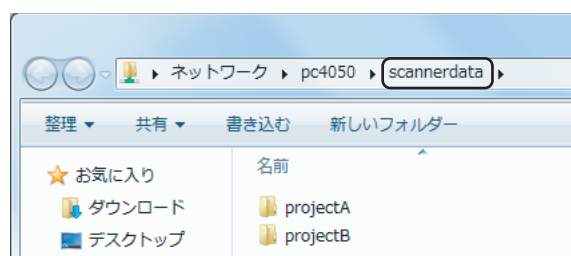 ネットワーク pc4050 scannerdata
整理 共有 書き込む 新しいフォルダー
お気に入り 名前
ダウンロード projectA
デスクトップ projectB